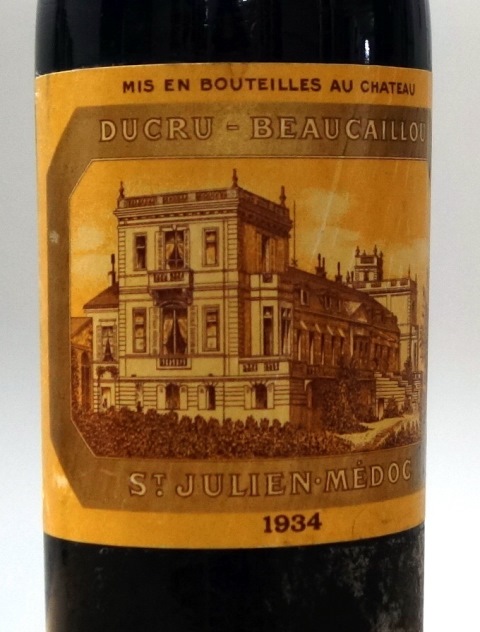 MIS EN BOUTEILLES AU CHATEAU
DUCRU - BEAUCAILLOU
ST JULIEN·MÉDOC
1934